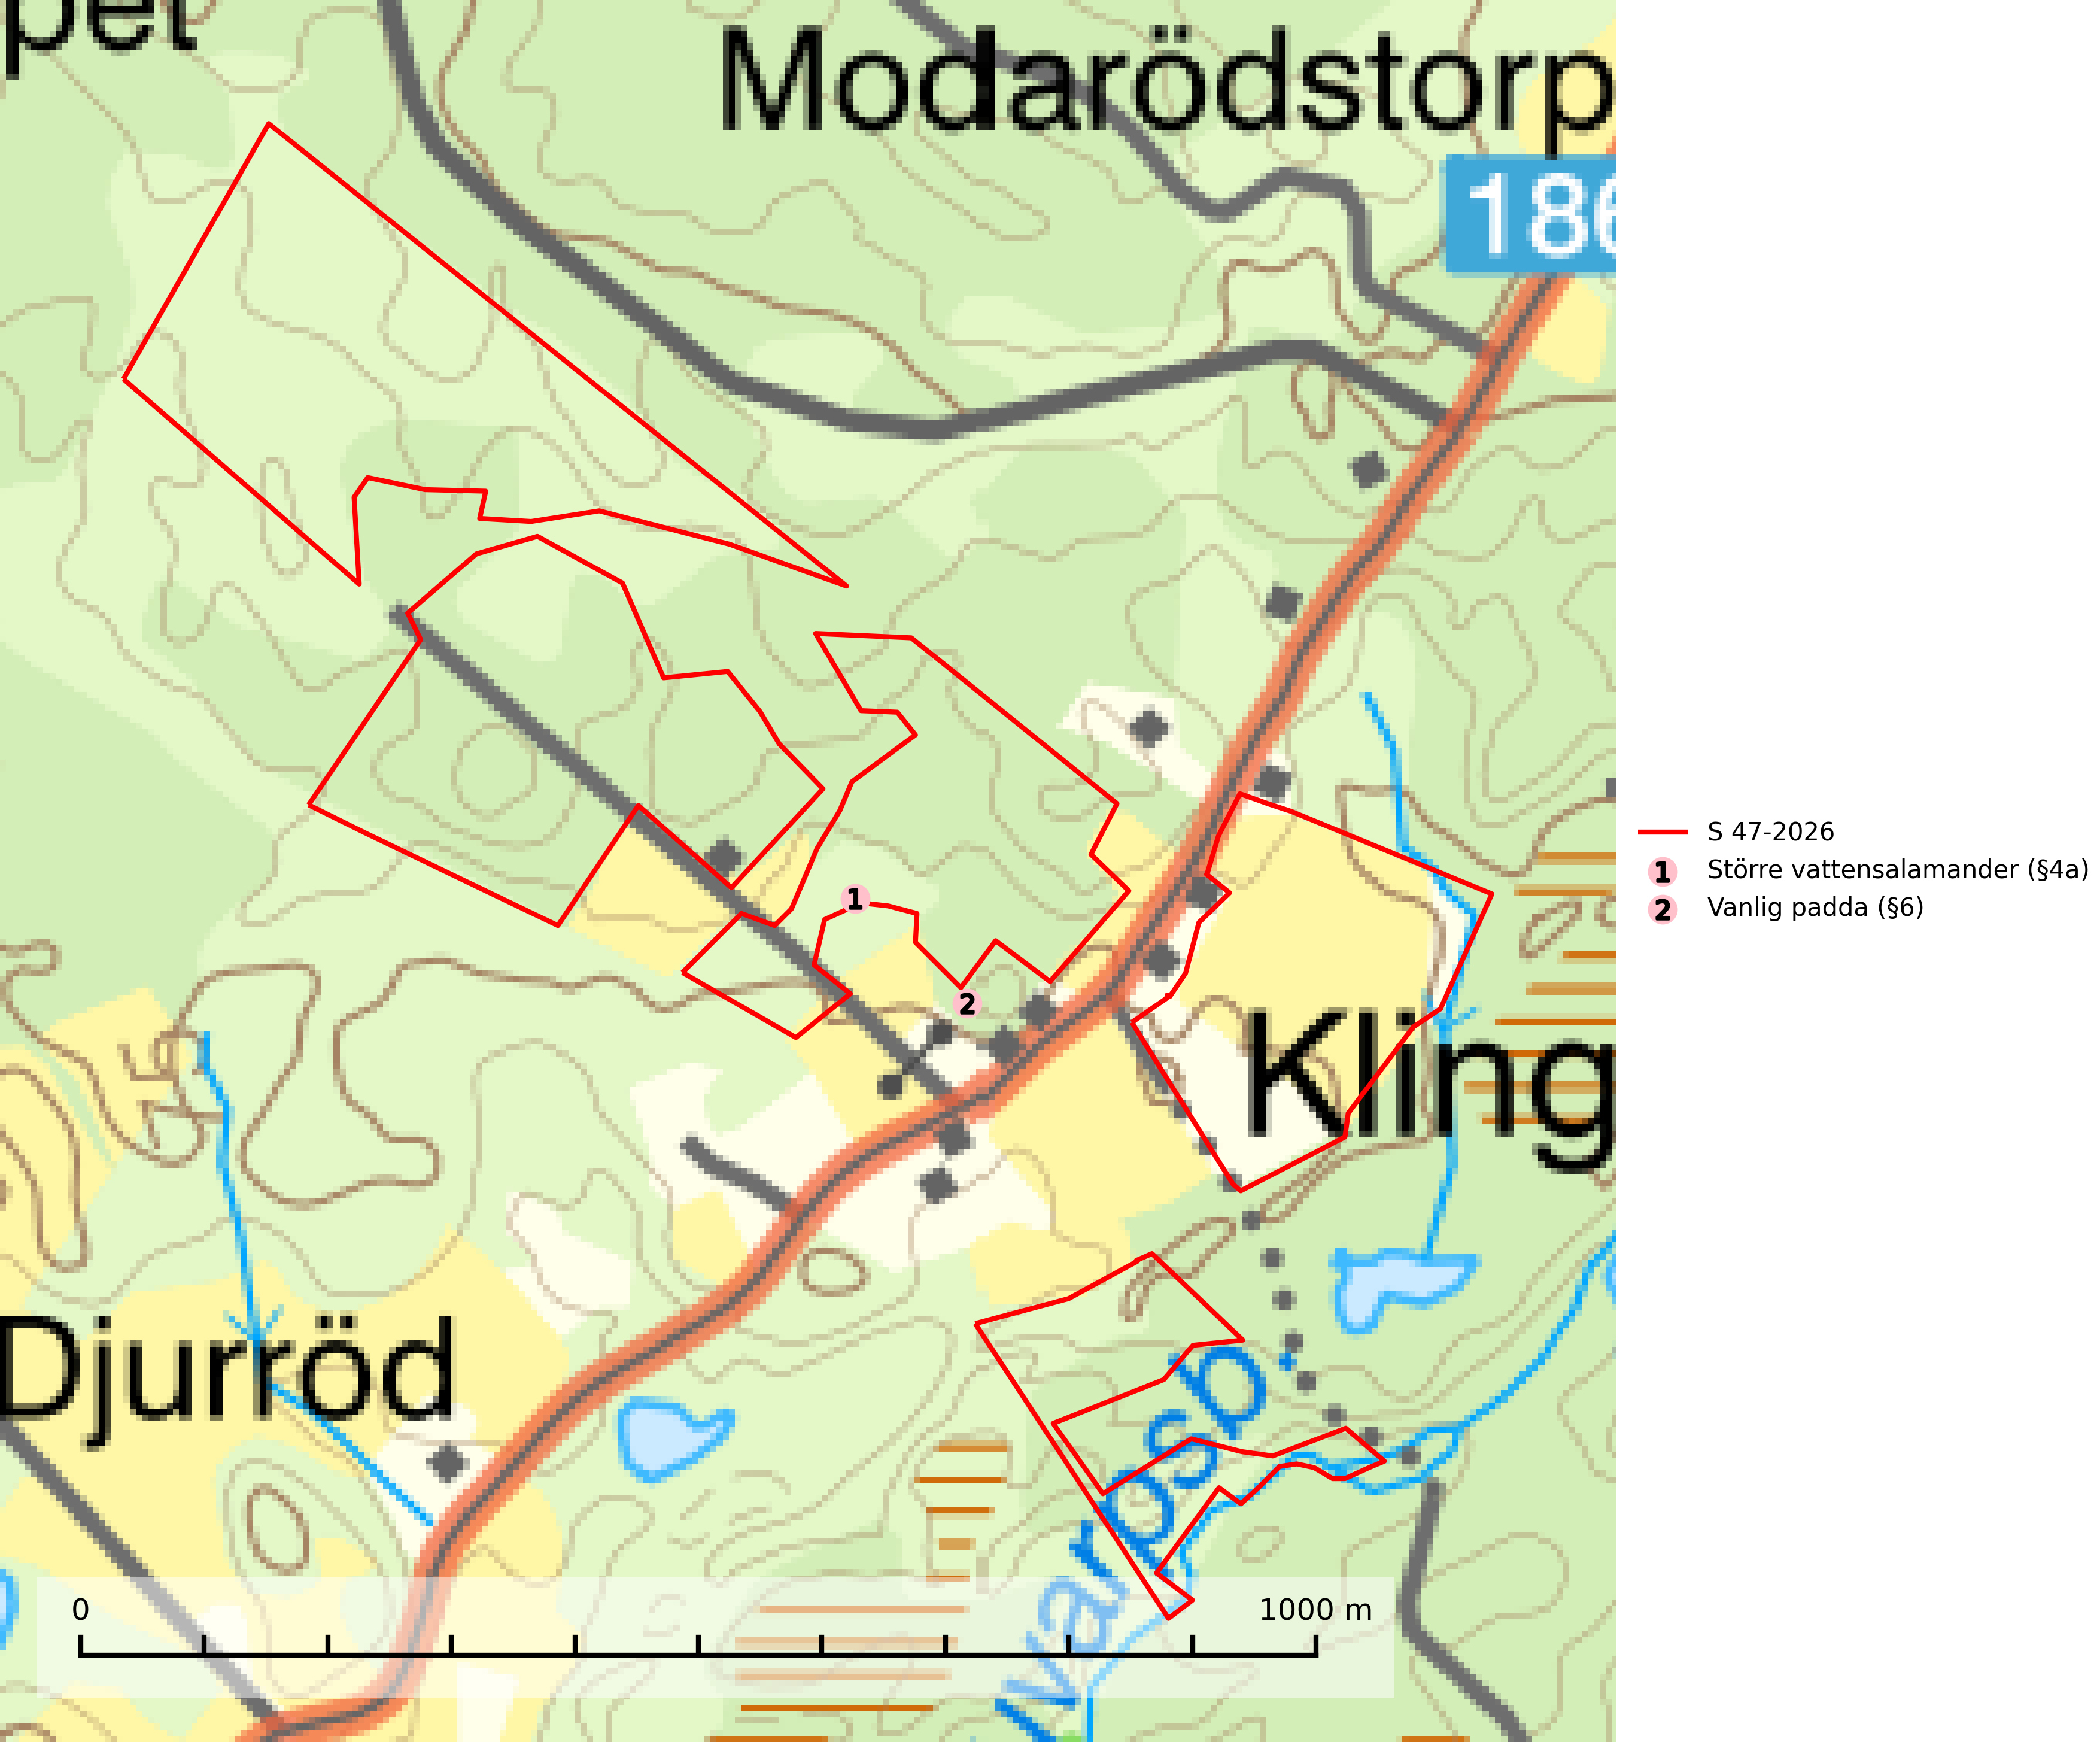 pet
Modarödstorp
186
Kling
Djurröd
0
1000 m
S 47-2026
1 Större vattensalamander (§4a)
2 Vanlig padda (§6)
1
2